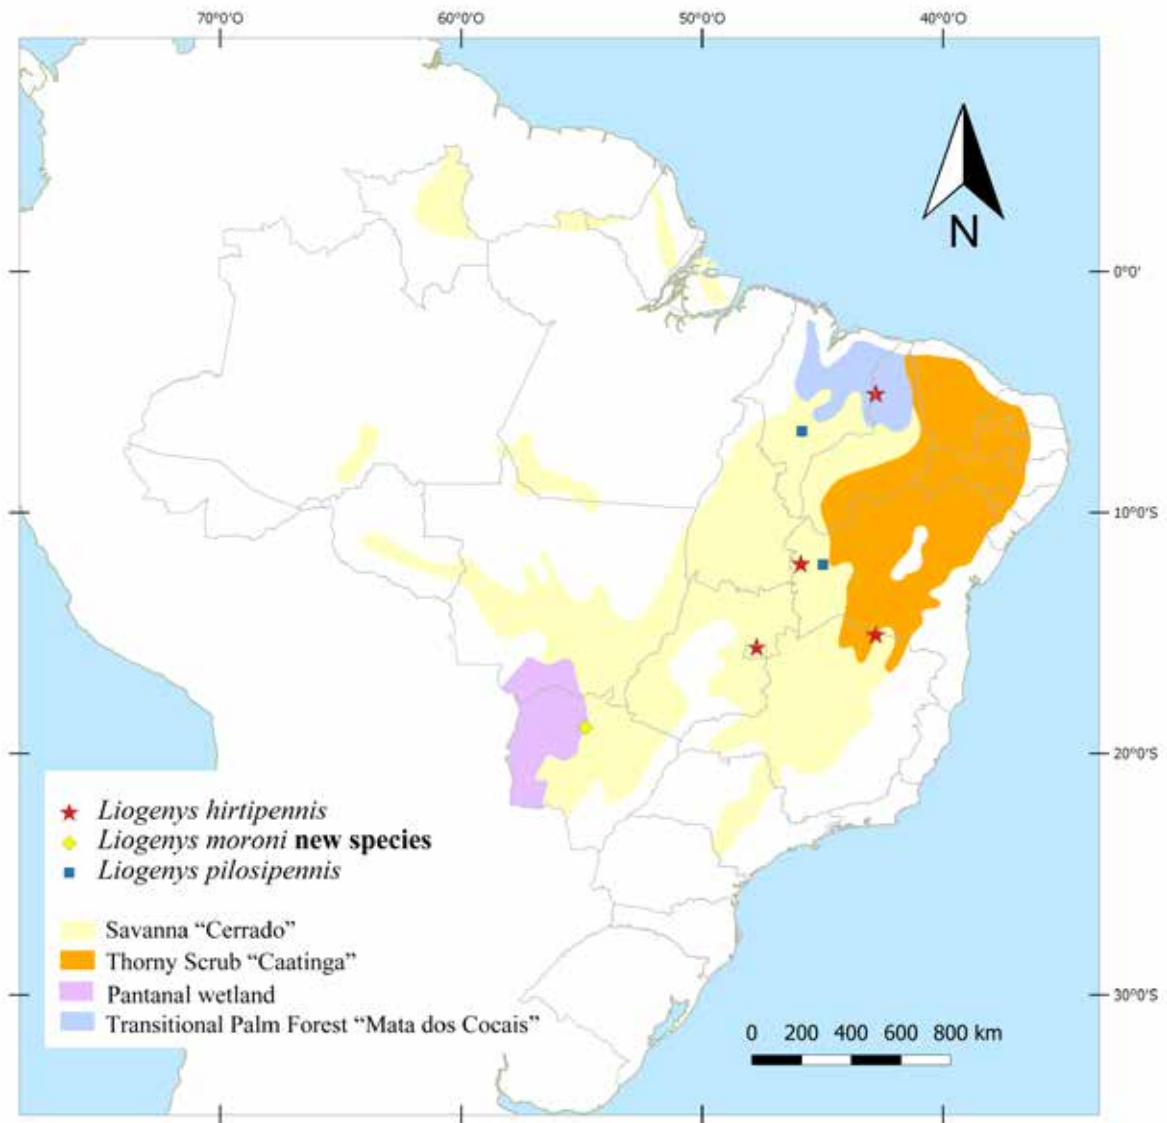 70°0'O 60°0'O 50°0'O 40°0'O
N
0°0'
10°0'S
20°0'S
30°0'S
Liogenys hirtipennis
Liogenys moroni new species
Liogenys pilosipennis
Savanna “Cerrado”
Thorny Scrub “Caatinga”
Pantanal wetland
Transitional Palm Forest “Mata dos Cocais”
0 200 400 600 800 km